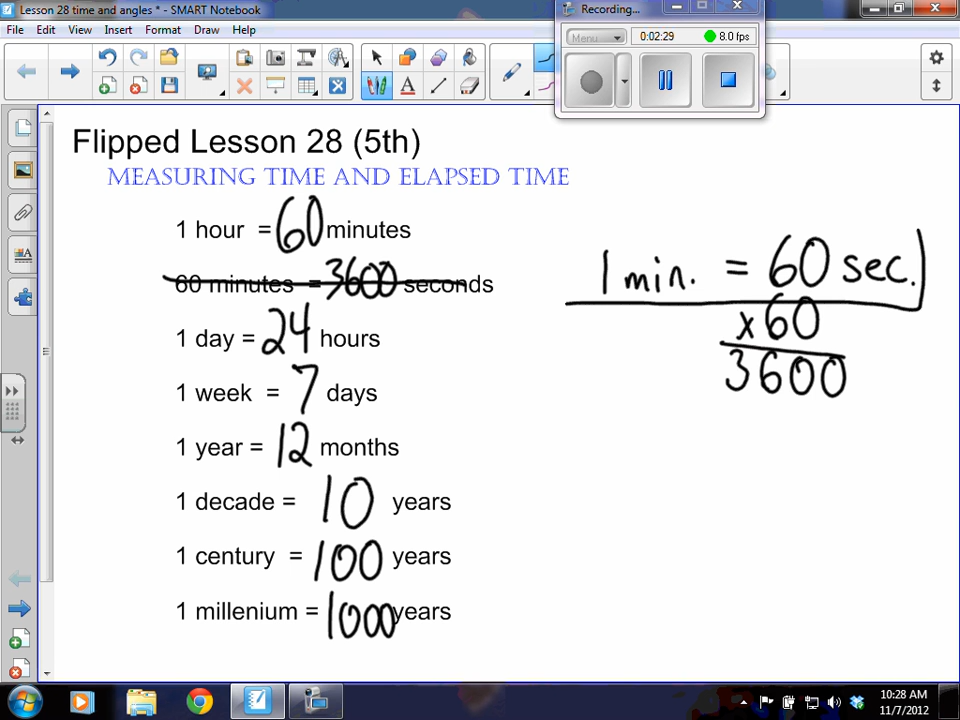 Lesson 28 time and angles * - SMART Notebook
Recording...
File Edit View Insert Format Draw Help
Menu
0:02:29
8.0 fps
Flipped Lesson 28 (5th)
MEASURING TIME AND ELAPSED TIME
1 hour = 60 minutes
60 minutes = 3600 seconds
1 day = 24 hours
1 week = 7 days
1 year = 12 months
1 decade = 10 years
1 century = 100 years
1 millenium = 1000 years
1 min. = 60 sec.
x60
3600
10:28 AM
11/7/2012